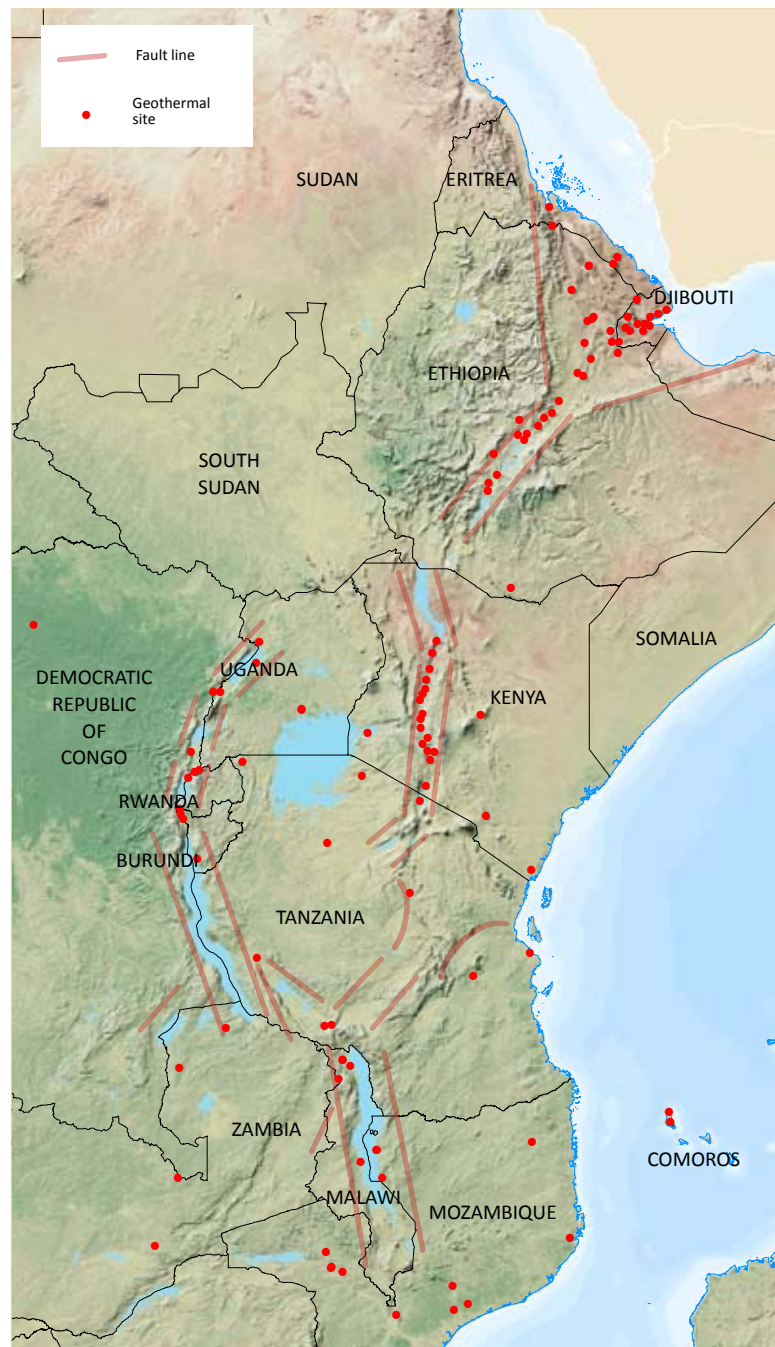 Fault line
Geothermal
site
SUDAN
ERITREA
DJIBOUTI
ETHIOPIA
SOUTH
SUDAN
SOMALIA
UGANDA
DEMOCRATIC
REPUBLIC
OF
CONGO
KENYA
RWANDA
BURUNDI
TANZANIA
ZAMBIA
COMOROS
MALAWI
MOZAMBIQUE